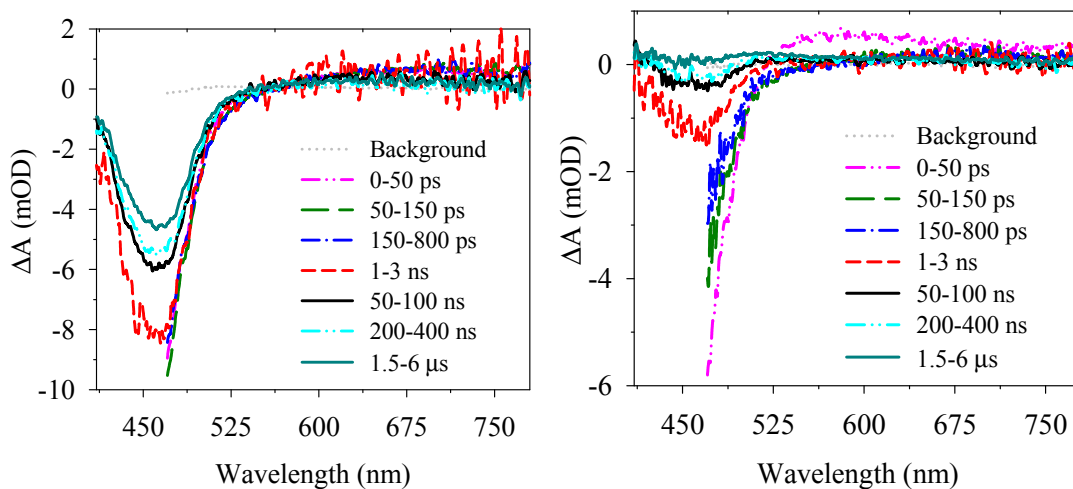 2
0
-2
-4
-6
-8
-10
ΔA (mOD)
450 525 600 675 750
Wavelength (nm)
Background
0-50 ps
50-150 ps
150-800 ps
1-3 ns
50-100 ns
200-400 ns
1.5-6 μs
0
-2
-4
-6
ΔA (mOD)
450 525 600 675 750
Wavelength (nm)
Background
0-50 ps
50-150 ps
150-800 ps
1-3 ns
50-100 ns
200-400 ns
1.5-6 μs